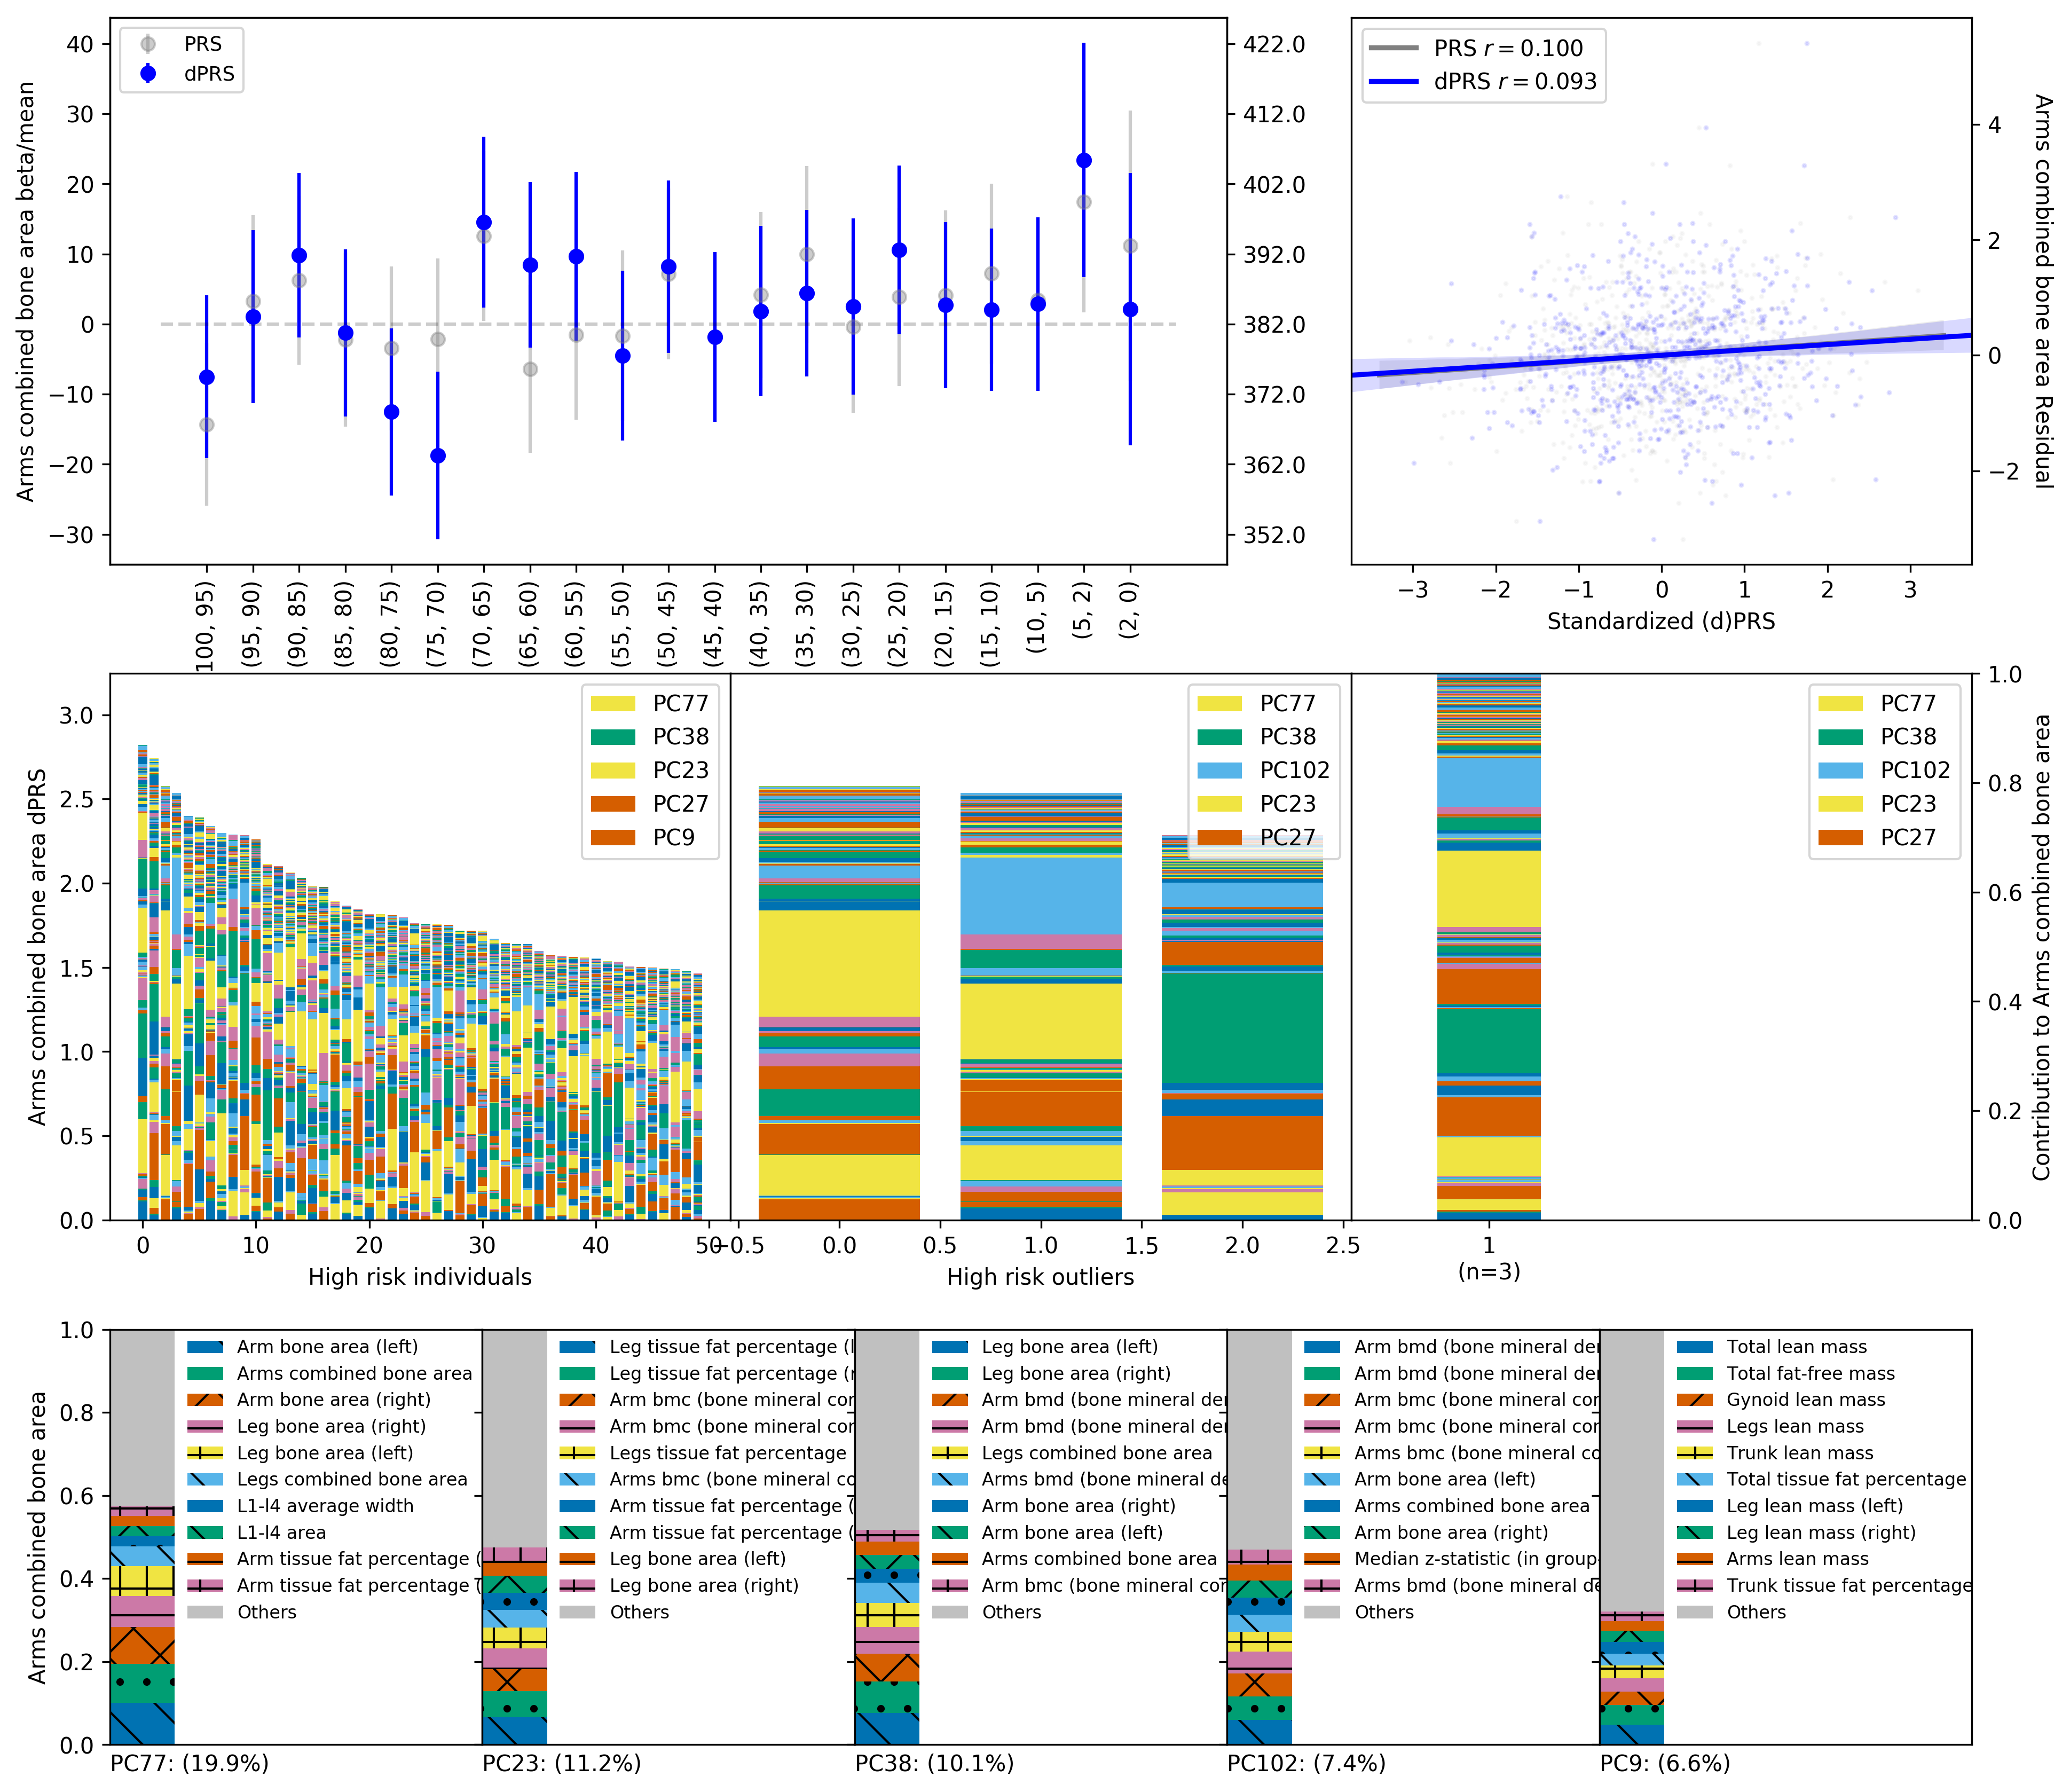 Arms combined bone area beta/mean
40
30
20
10
0
−10
−20
−30
PRS
dPRS
422.0
412.0
402.0
392.0
382.0
372.0
362.0
352.0
100, 95)
(95, 90)
(90, 85)
(85, 80)
(80, 75)
(75, 70)
(70, 65)
(65, 60)
(60, 55)
(55, 50)
(50, 45)
(45, 40)
(40, 35)
(35, 30)
(30, 25)
(25, 20)
(20, 15)
(15, 10)
(10, 5)
(5, 2)
(2, 0)
PRS r = 0.100
dPRS r = 0.093
4
2
0
−2
Arms combined bone area Residual
−3 −2 −1 0 1 2 3
Standardized (d)PRS
Arms combined bone area dPRS
3.0
2.5
2.0
1.5
1.0
0.5
0.0
PC77
PC38
PC23
PC27
PC9
0 10 20 30 40 50
High risk individuals
PC77
PC38
PC102
PC23
PC27
−0.5 0.0 0.5 1.0 1.5 2.0 2.5
High risk outliers
PC77
PC38
PC102
PC23
PC27
1
(n=3)
1.0
0.8
0.6
0.4
0.2
0.0
Contribution to Arms combined bone area
Arms combined bone area
1.0
0.8
0.6
0.4
0.2
0.0
Arm bone area (left)
Arms combined bone area
Arm bone area (right)
Leg bone area (right)
Leg bone area (left)
Legs combined bone area
L1-l4 average width
L1-l4 area
Arm tissue fat percentage (
Arm tissue fat percentage (
Others
PC77: (19.9%)
Leg tissue fat percentage (l
Leg tissue fat percentage (r
Arm bmc (bone mineral con
Arm bmc (bone mineral con
Legs tissue fat percentage
Arms bmc (bone mineral co
Arm tissue fat percentage (
Arm tissue fat percentage (
Leg bone area (left)
Leg bone area (right)
Others
PC23: (11.2%)
Leg bone area (left)
Leg bone area (right)
Arm bmd (bone mineral den
Arm bmd (bone mineral den
Legs combined bone area
Arms bmd (bone mineral de
Arm bone area (right)
Arm bone area (left)
Arms combined bone area
Arm bmc (bone mineral con
Others
PC38: (10.1%)
Arm bmd (bone mineral den
Arm bmd (bone mineral den
Arm bmc (bone mineral con
Arm bmc (bone mineral con
Arms bmc (bone mineral co
Arm bone area (left)
Arms combined bone area
Arm bone area (right)
Median z-statistic (in group-
Arms bmd (bone mineral de
Others
PC102: (7.4%)
Total lean mass
Total fat-free mass
Gynoid lean mass
Legs lean mass
Trunk lean mass
Total tissue fat percentage
Leg lean mass (left)
Leg lean mass (right)
Arms lean mass
Trunk tissue fat percentage
Others
PC9: (6.6%)